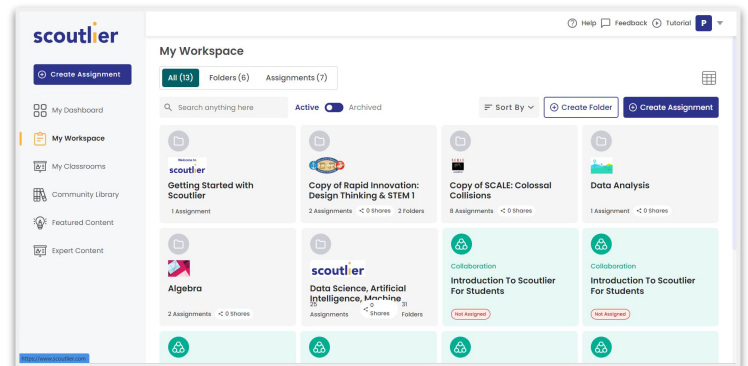 Help Feedback Tutorial P
scoutlier
My Workspace
Create Assignment
All (13) Folders (6) Assignments (7)
My Dashboard
Search anything here Active Archived Sort By Create Folder Create Assignment
My Workspace
My Classrooms
Community Library
Featured Content
Expert Content
Welcome to
scoutlier
Getting Started with
Scoutlier
1 Assignment
Copy of Rapid Innovation:
Design Thinking & STEM 1
2 Assignments 0 Shares 2 Folders
Copy of SCALE: Colossal
Collisions
8 Assignments 0 Shares
Data Analysis
1 Assignment 0 Shares
Algebra
2 Assignments 0 Shares
scoutlier
Data Science, Artificial
Intelligence, Machine
25 Assignments 0 Shares 31 Folders
Collaboration
Introduction To Scoutlier
For Students
Not Assigned
Collaboration
Introduction To Scoutlier
For Students
Not Assigned
https://www.scoutlier.com